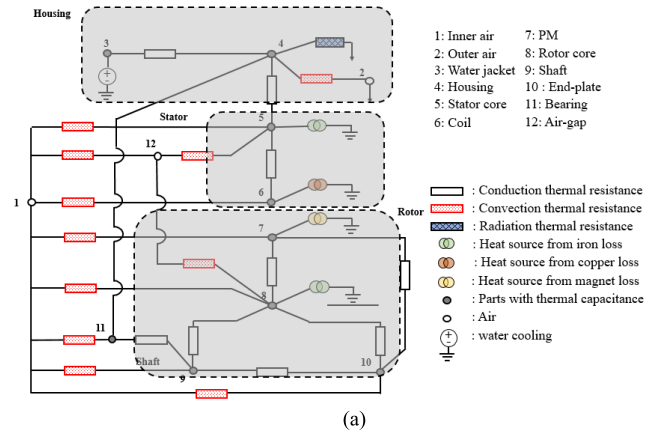 Housing
3
4
2
Stator
5
12
6
1
Rotor
7
8
11
Shaft
9
10
1: Inner air 7: PM
2: Outer air 8: Rotor core
3: Water jacket 9: Shaft
4: Housing 10 : End-plate
5: Stator core 11: Bearing
6: Coil 12: Air-gap
: Conduction thermal resistance
: Convection thermal resistance
: Radiation thermal resistance
: Heat source from iron loss
: Heat source from copper loss
: Heat source from magnet loss
: Parts with thermal capacitance
: Air
: water cooling
(a)